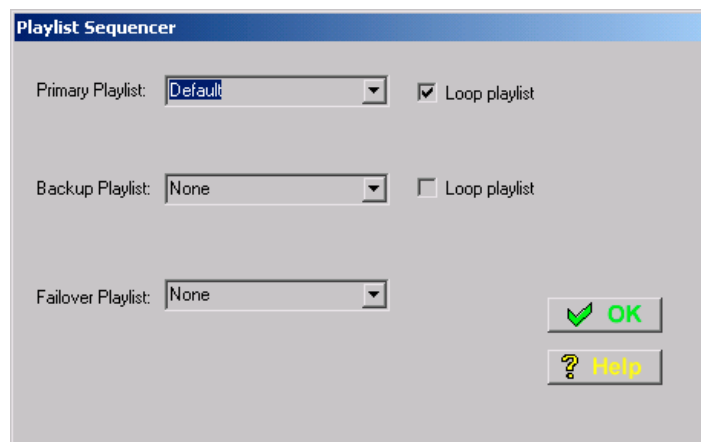 Playlist Sequencer
Primary Playlist: Default Loop playlist
Backup Playlist: None Loop playlist
Failover Playlist: None
OK
? Help